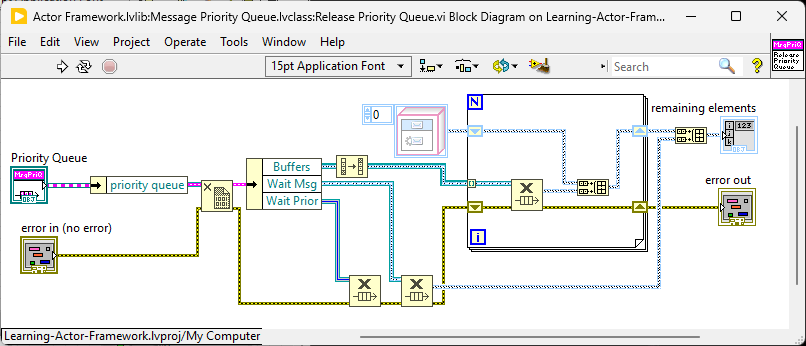 Actor Framework.lvlib:Message Priority Queue.lvclass:Release Priority Queue.vi Block Diagram on Learning-Actor-Fram...
File Edit View Project Operate Tools Window Help
15pt Application Font
Search
?
MsgPriQ
Release
Priority
Queue
N
0
remaining elements
123
Priority Queue
MsgPriQ
OBJ
priority queue
Buffers
Wait Msg
Wait Prior
error in (no error)
error out
i
Learning-Actor-Framework.lvproj/My Computer